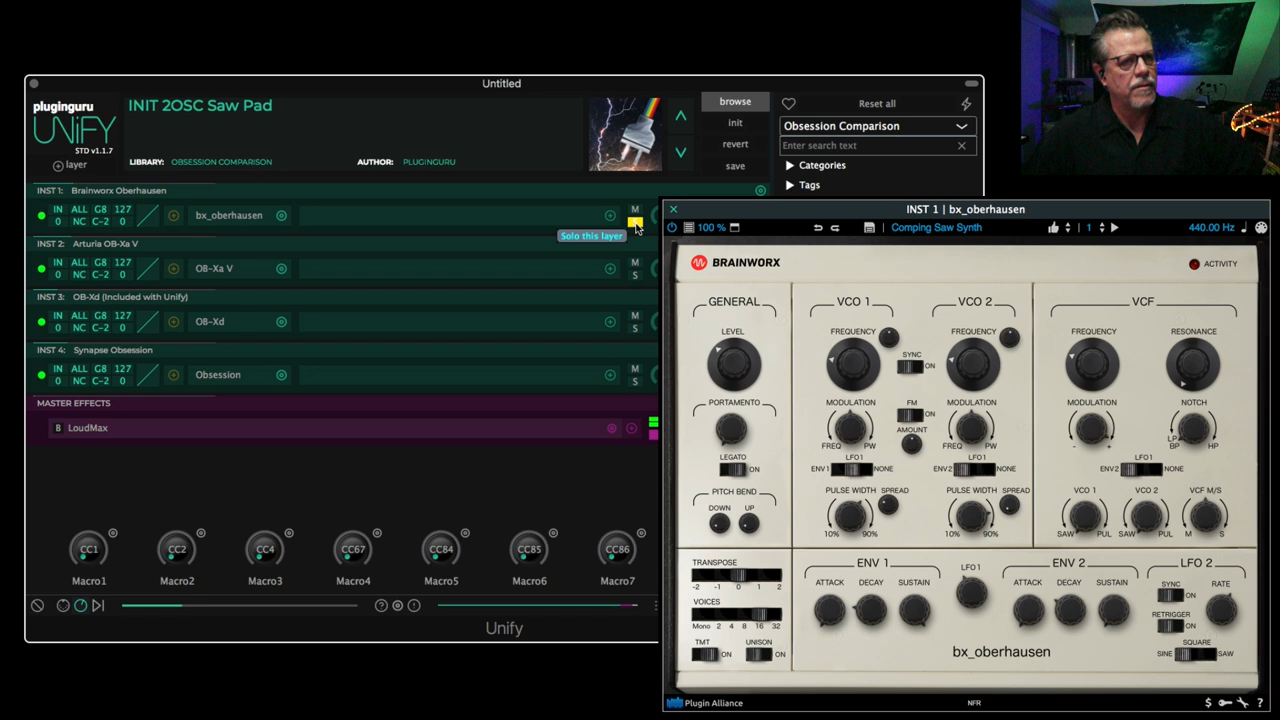 Untitled
pluginguru
UNIFY
STD v1.1.7
layer
INIT 2OSC Saw Pad
LIBRARY: OBSESSION COMPARISON AUTHOR: PLUGINGURU
browse
init
revert
save
Reset all
Obsession Comparison
Enter search text
Categories
Tags
INST 1: Brainworx Oberhausen
IN ALL G8 127
0 NC C-2 0
bx_oberhausen
M
Solo this layer
INST 2: Arturia OB-Xa V
IN ALL G8 127
0 NC C-2 0
OB-Xa V
M
S
INST 3: OB-Xd (Included with Unify)
IN ALL G8 127
0 NC C-2 0
OB-Xd
M
S
INST 4: Synapse Obsession
IN ALL G8 127
0 NC C-2 0
Obsession
M
S
MASTER EFFECTS
B LoudMax
CC1 CC2 CC4 CC67 CC84 CC85 CC86
Macro1 Macro2 Macro3 Macro4 Macro5 Macro6 Macro7
Unify
INST 1 | bx_oberhausen
100 % Comping Saw Synth 1 440.00 Hz
BRAINWORX
ACTIVITY
GENERAL
LEVEL
PORTAMENTO
LEGATO
ON
PITCH BEND
DOWN UP
VCO 1 VCO 2
FREQUENCY FREQUENCY
SYNC
ON
MODULATION FM MODULATION
ON
AMOUNT
FREQ PW FREQ PW
LFO1 LFO1
ENV1 NONE ENV2 NONE
PULSE WIDTH SPREAD PULSE WIDTH SPREAD
10% 90% 10% 90%
VCF
FREQUENCY RESONANCE
MODULATION NOTCH
- + LP BP HP
LFO1
ENV2 NONE
VCO 1 VCO 2 VCF M/S
SAW PUL SAW PUL M S
TRANSPOSE
-2 -1 0 1 2
VOICES
Mono 2 4 8 16 32
TMT UNISON
ON ON
ENV 1 LFO1 ENV 2
ATTACK DECAY SUSTAIN ATTACK DECAY SUSTAIN
LFO 2
SYNC RATE
ON
RETRIGGER
ON
SQUARE
SINE SAW
bx_oberhausen
Plugin Alliance NFR $ ?